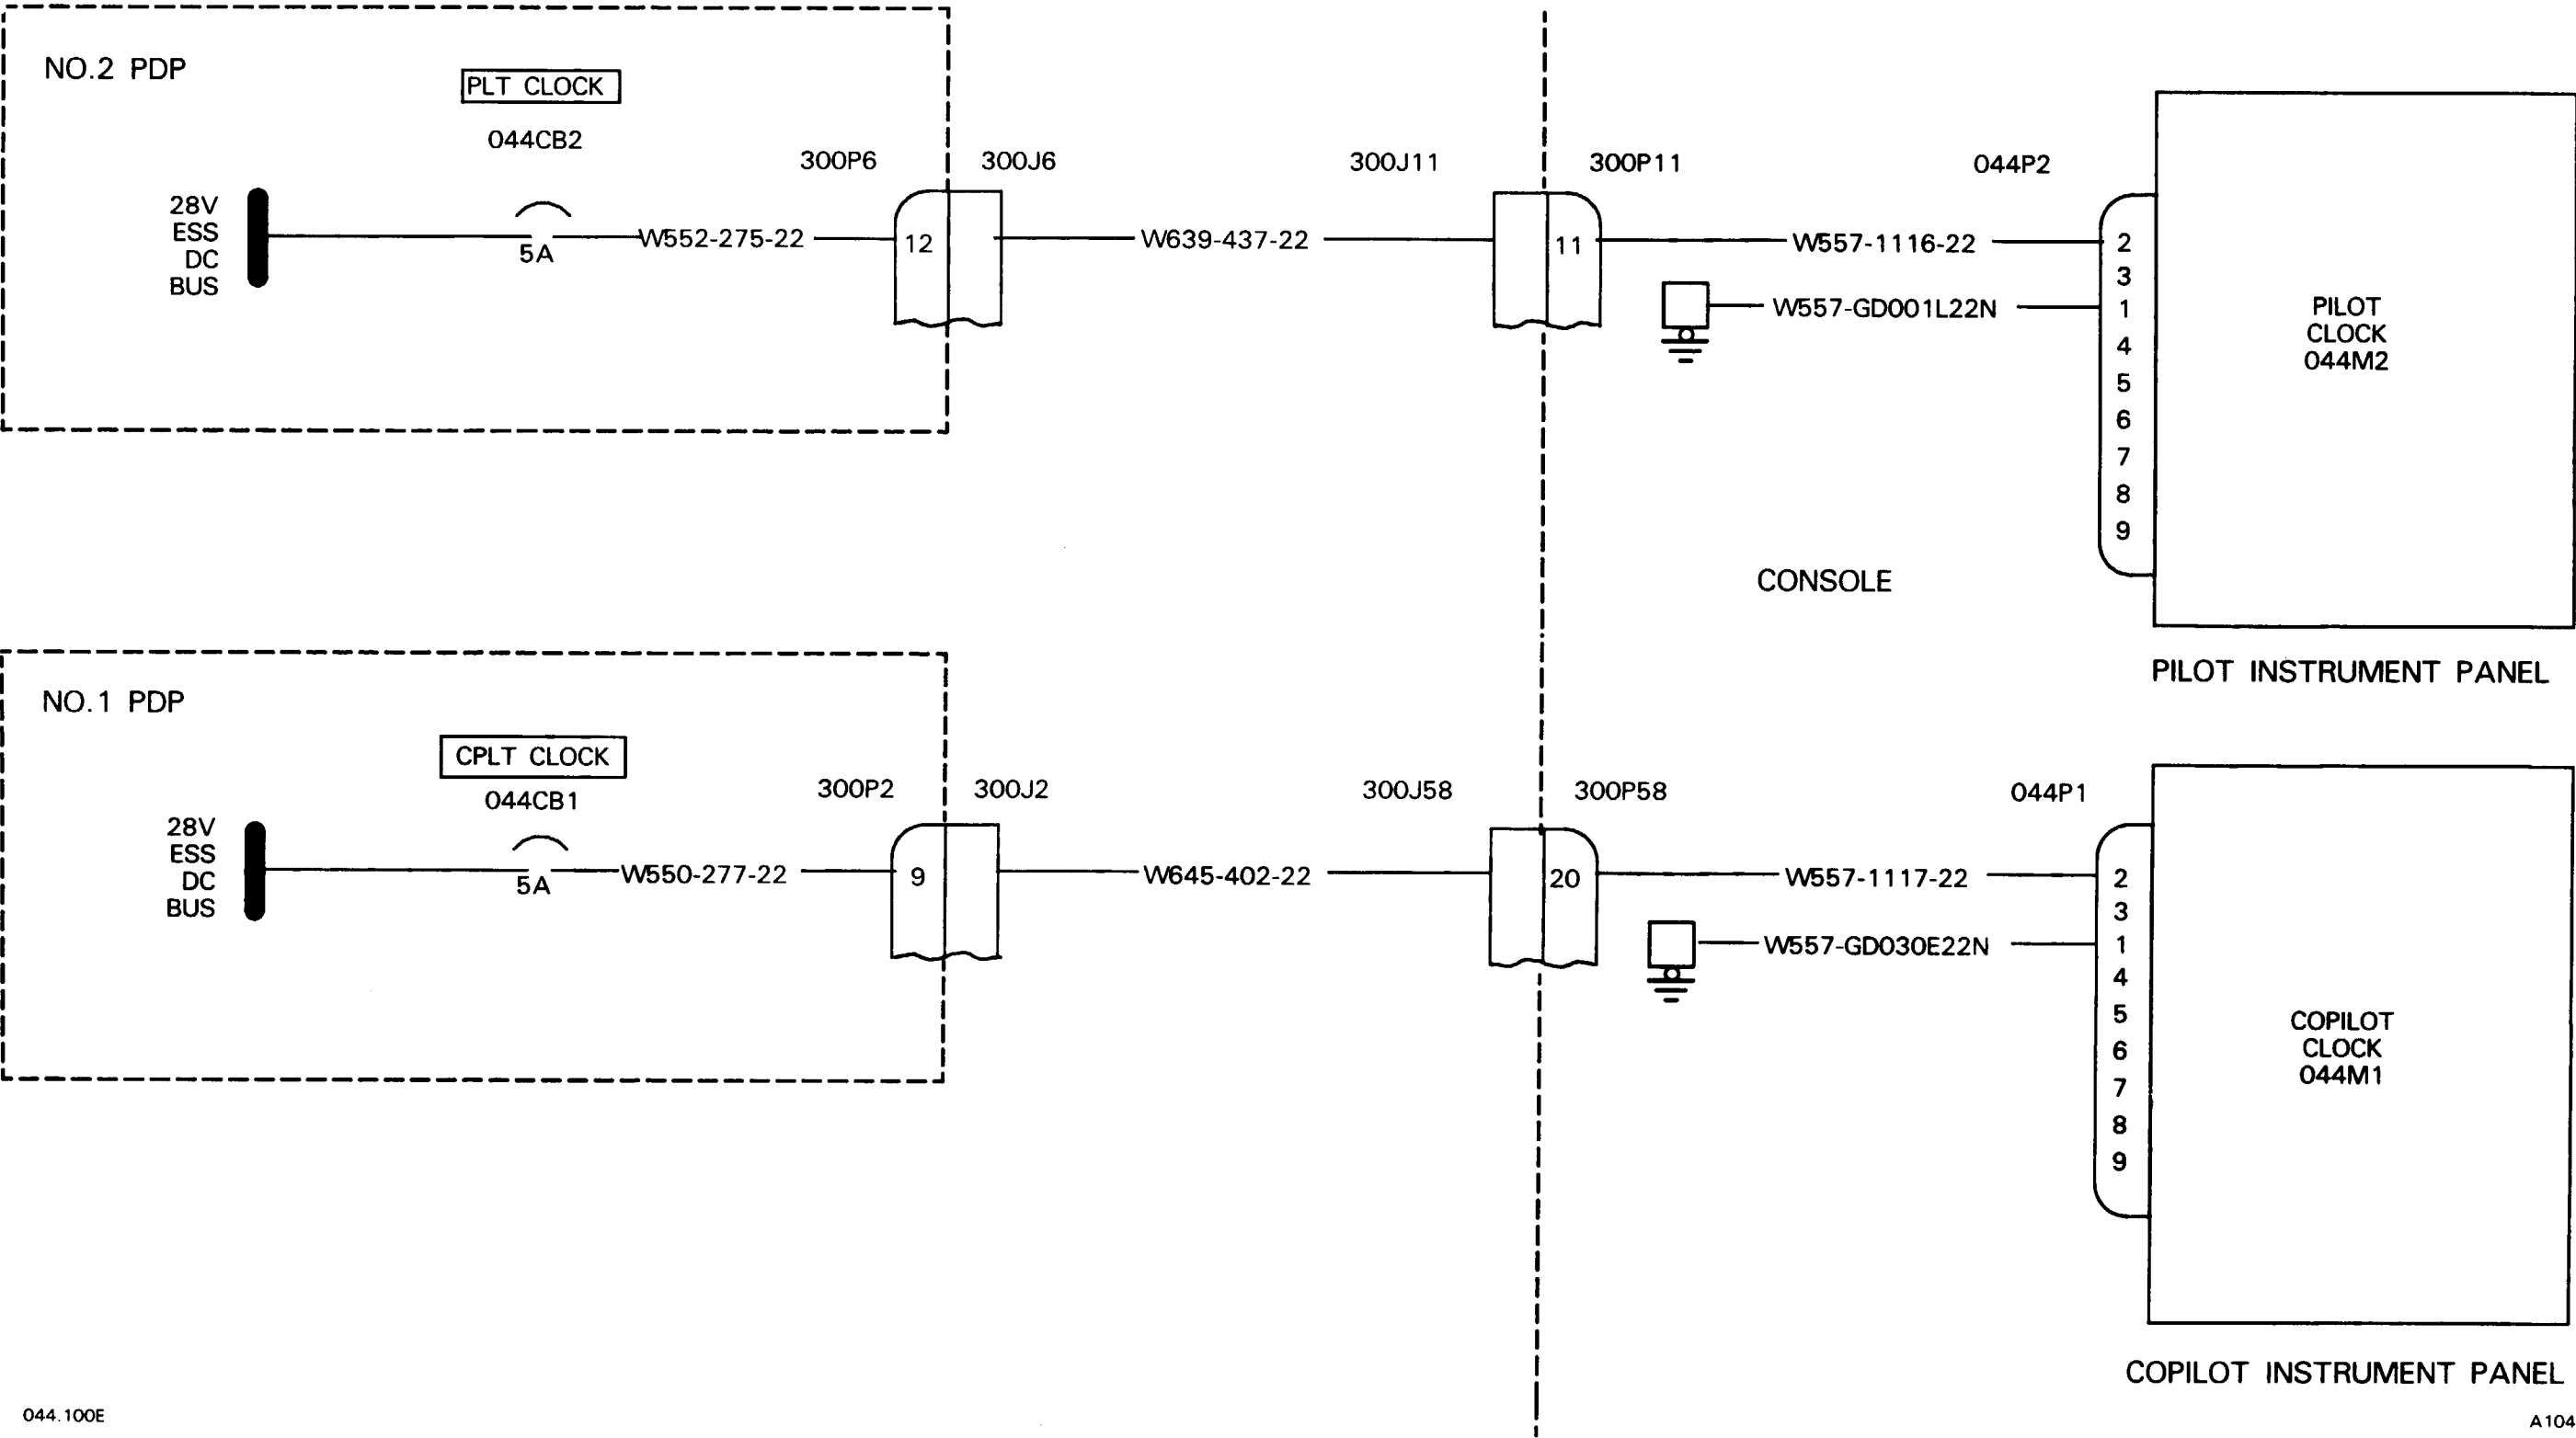 NO.2 PDP
PLT CLOCK
044CB2
300P6
300J6
300J11
300P11
044P2
28V
ESS
DC
BUS
5A
W552-275-22
12
W639-437-22
11
W557-1116-22
W557-GD001L22N
2
3
1
4
5
6
7
8
9
PILOT
CLOCK
044M2
CONSOLE
PILOT INSTRUMENT PANEL
NO.1 PDP
CPLT CLOCK
044CB1
300P2
300J2
300J58
300P58
044P1
28V
ESS
DC
BUS
5A
W550-277-22
9
W645-402-22
20
W557-1117-22
W557-GD030E22N
2
3
1
4
5
6
7
8
9
COPILOT
CLOCK
044M1
COPILOT INSTRUMENT PANEL
044.100E
A104